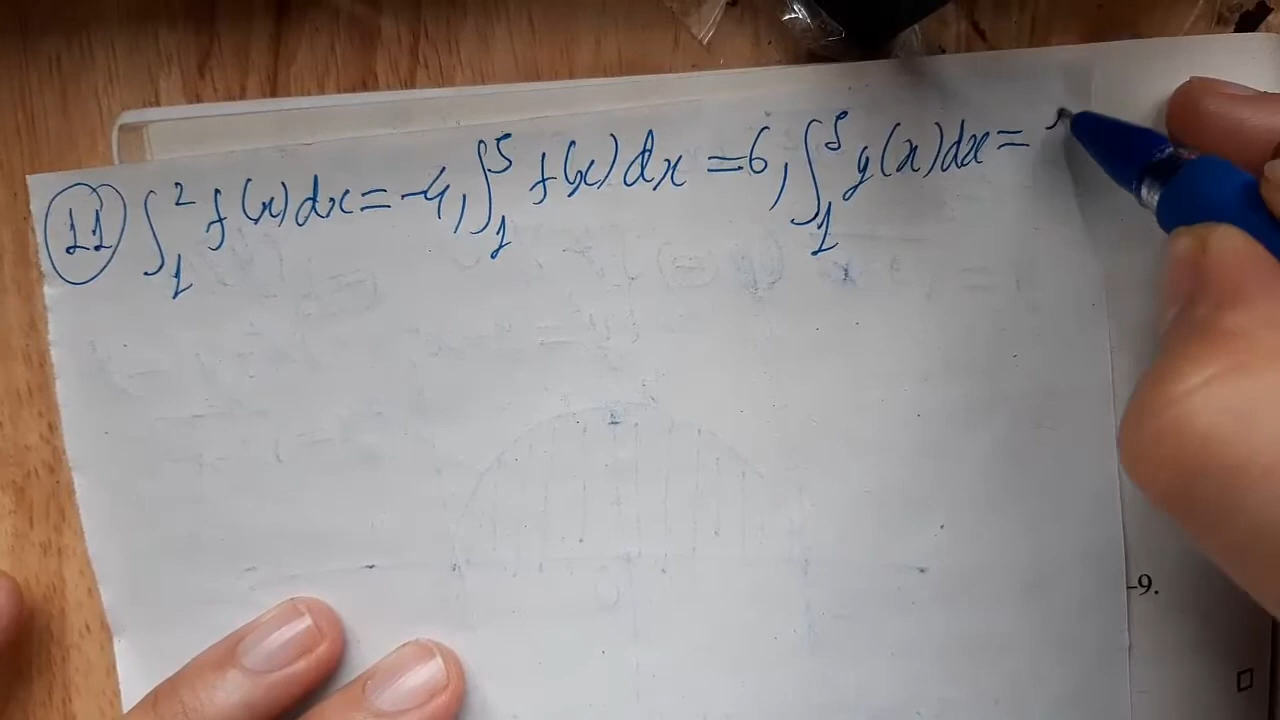 11 ∫₁² f(x)dx = -4, ∫₁⁵ f(x)dx = 6, ∫₁⁵ g(x)dx =
-9.